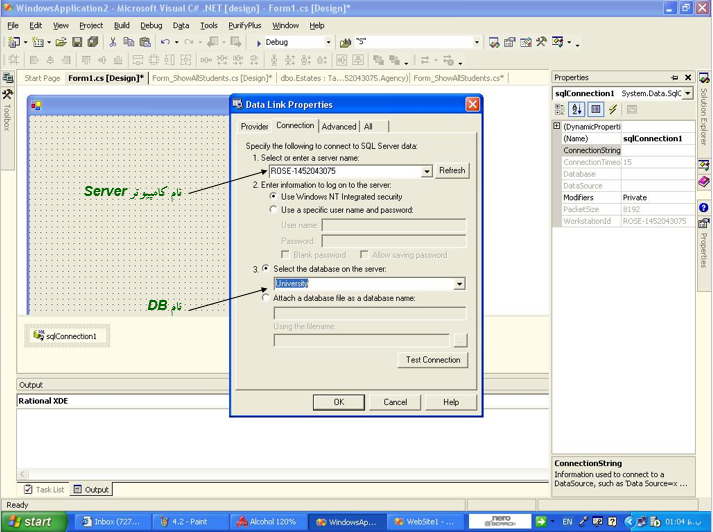 WindowsApplication2 - Microsoft Visual C# .NET [design] - Form1.cs [Design]
File Edit View Project Build Debug Data Tools PurifyPlus Window Help
Debug "S"
Start Page Form1.cs [Design]* Form_ShowAllStudents.cs [Design]* dbo.Estates : Ta...52043075.Agency) Form_ShowAllStudents.cs*
Toolbox
Data Link Properties
Provider Connection Advanced All
Specify the following to connect to SQL Server data:
1. Select or enter a server name:
ROSE-1452043075 Refresh
نام کامپیوتر Server
2. Enter information to log on to the server:
Use Windows NT Integrated security
Use a specific user name and password:
User name:
Password:
Blank password Allow saving password
3. Select the database on the server:
University
نام DB
Attach a database file as a database name:
Using the filename:
...
Test Connection
OK Cancel Help
sqlConnection1
Properties
sqlConnection1 System.Data.SqlC
(DynamicProperti
(Name) sqlConnection1
ConnectionString
ConnectionTimeo 15
Database
DataSource
Modifiers Private
PacketSize 8192
WorkstationId ROSE-1452043075
ConnectionString
Information used to connect to a DataSource, such as 'Data Source=x ...
Solution Explorer
Properties
Output
Rational XDE
Task List Output
Ready
start Inbox (727... 4.2 - Paint Alcohol 120% WindowsAp... WebSite1 - ... nero SEARCH EN 01:04 ق.ظ